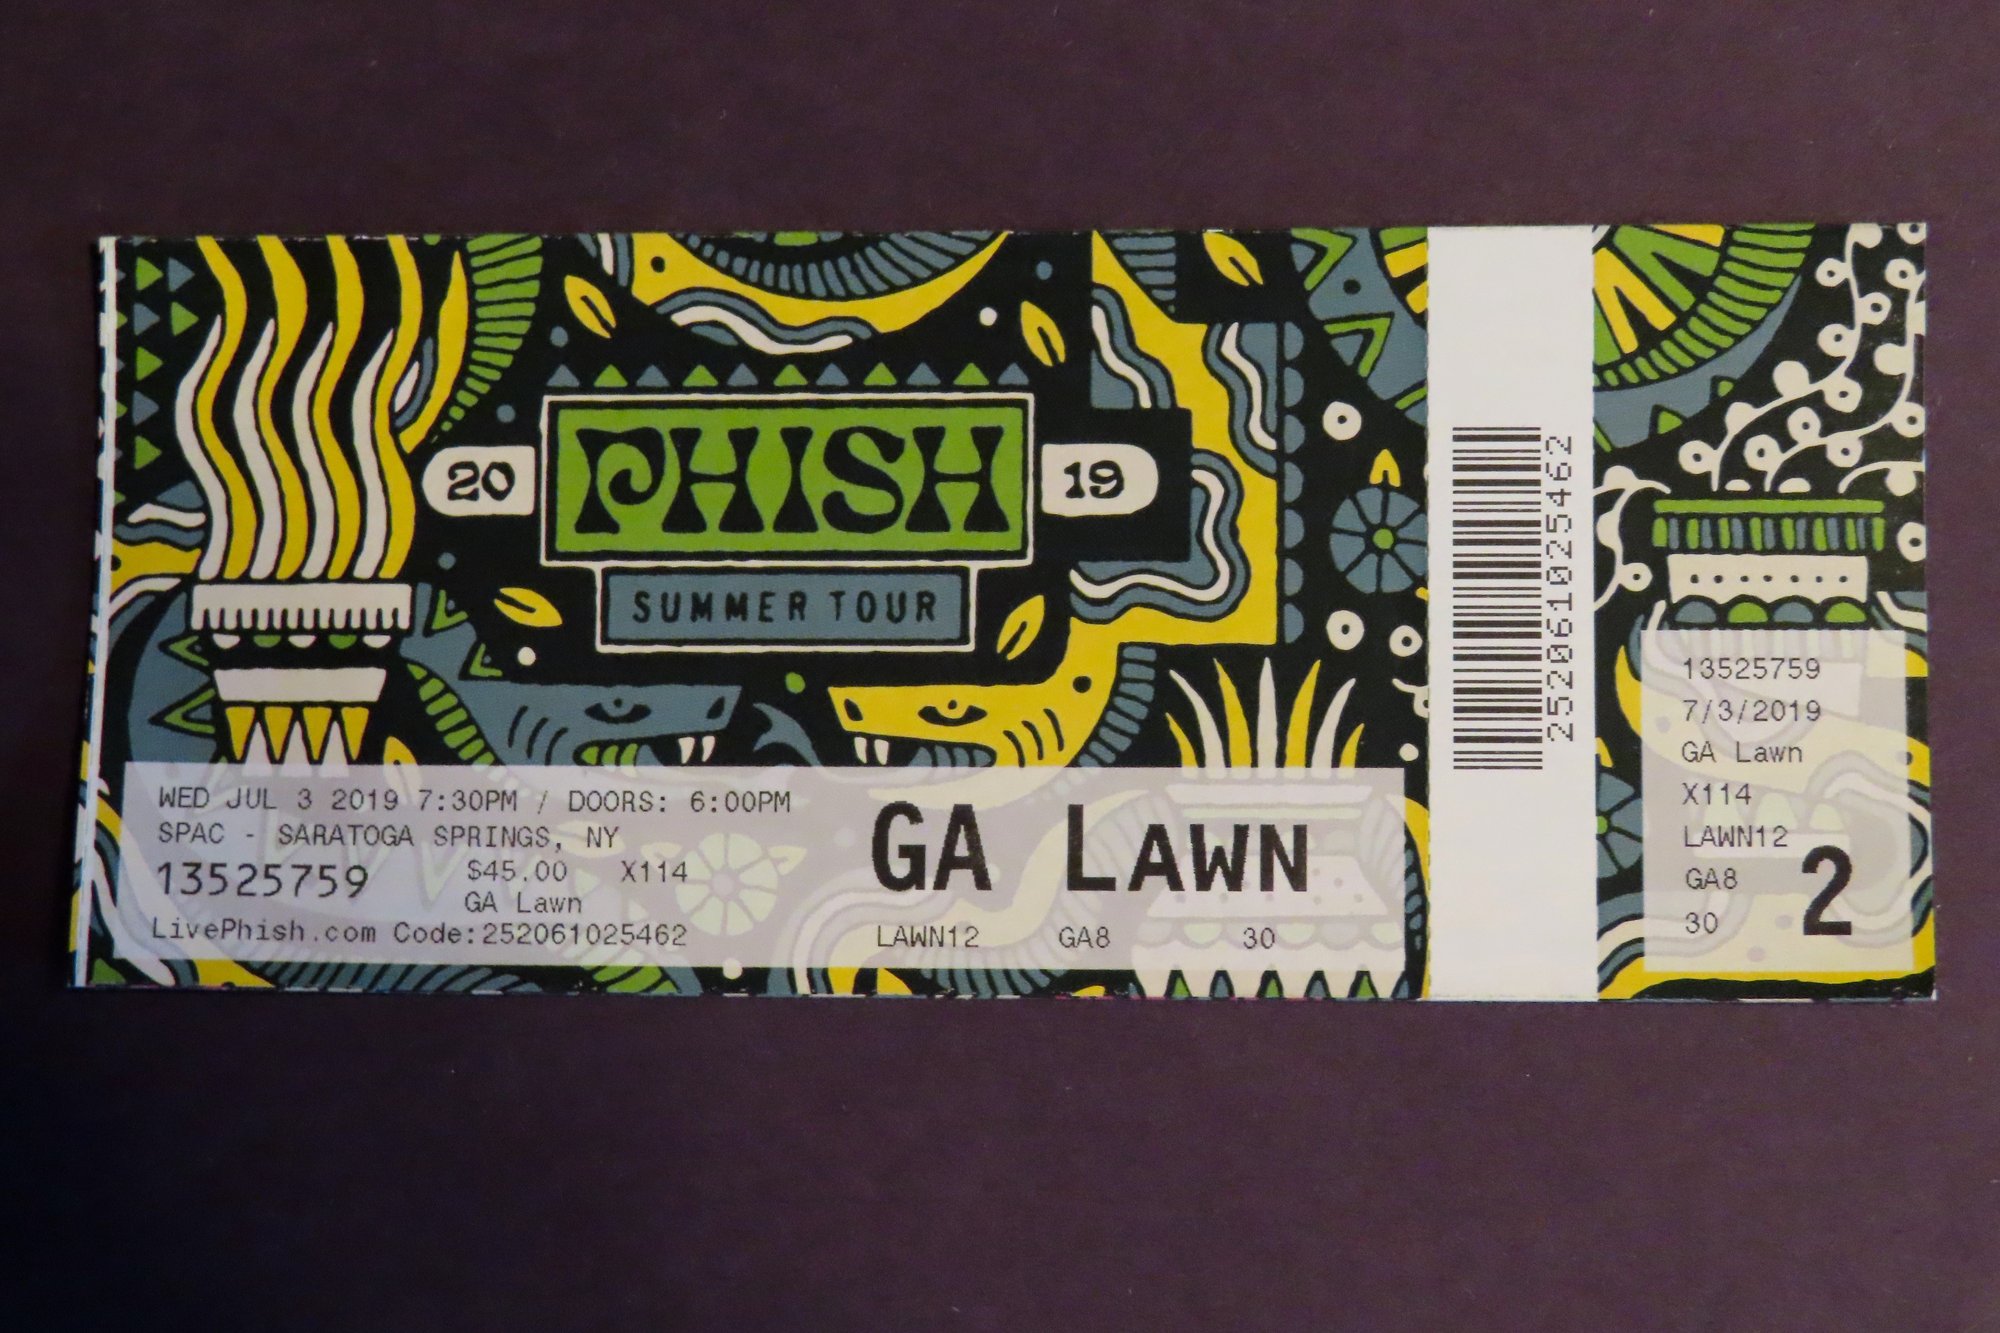 20 PHISH 19
SUMMER TOUR
WED JUL 3 2019 7:30PM / DOORS: 6:00PM
SPAC - SARATOGA SPRINGS, NY
13525759 $45.00 X114
GA Lawn
LivePhish.com Code:252061025462
GA LAWN
LAWN12 GA8 30
252061025462
13525759
7/3/2019
GA Lawn
X114
LAWN12
GA8
30
2